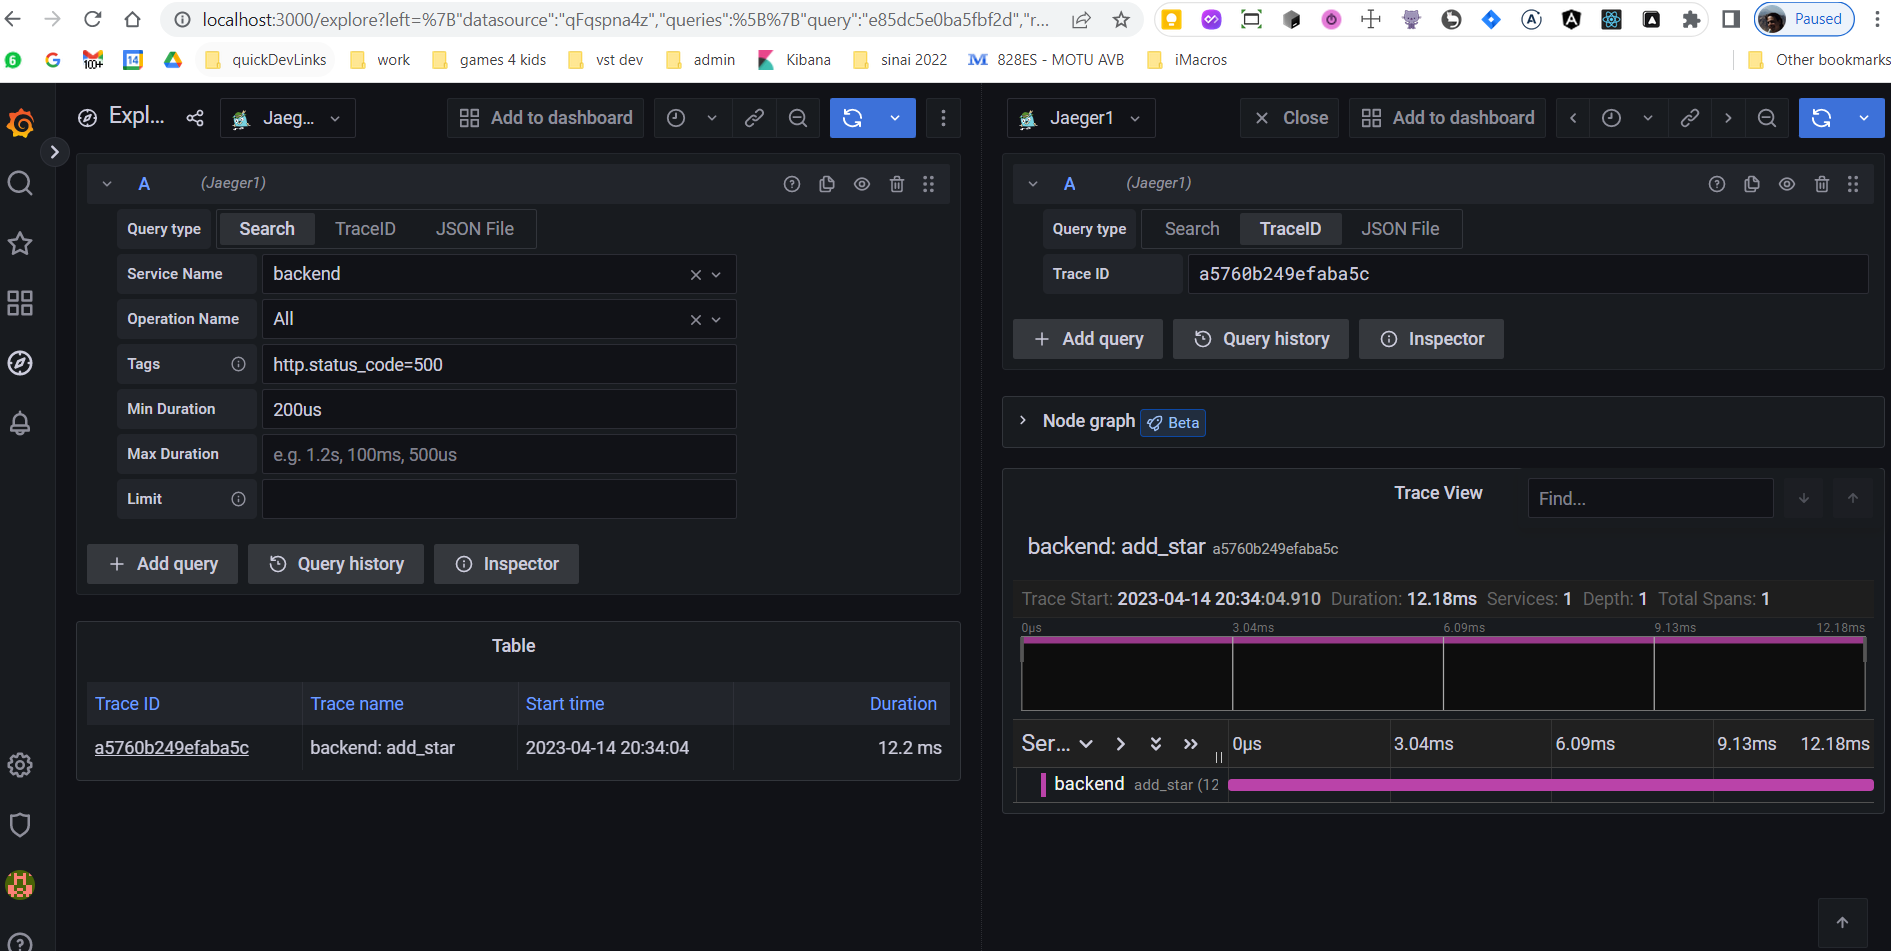 localhost:3000/explore?left=%7B"datasource":"qFqspna4z","queries":%5B%7B"query":"e85dc5e0ba5fbf2d","r...
Paused
6
100+
14
quickDevLinks
work
games 4 kids
vst dev
admin
Kibana
sinai 2022
M 828ES - MOTU AVB
iMacros
Other bookmarks
Expl...
Jaeg...
Add to dashboard
A
(Jaeger1)
Query type
Search
TraceID
JSON File
Service Name
backend
Operation Name
All
Tags
http.status_code=500
Min Duration
200us
Max Duration
e.g. 1.2s, 100ms, 500us
Limit
+ Add query
Query history
Inspector
Table
Trace ID
Trace name
Start time
Duration
a5760b249efaba5c
backend: add_star
2023-04-14 20:34:04
12.2 ms
Jaeger1
Close
Add to dashboard
A
(Jaeger1)
Query type
Search
TraceID
JSON File
Trace ID
a5760b249efaba5c
+ Add query
Query history
Inspector
Node graph
Beta
Trace View
Find...
backend: add_star a5760b249efaba5c
Trace Start: 2023-04-14 20:34:04.910 Duration: 12.18ms Services: 1 Depth: 1 Total Spans: 1
0μs
3.04ms
6.09ms
9.13ms
12.18ms
Ser...
0μs
3.04ms
6.09ms
9.13ms
12.18ms
backend add_star (12